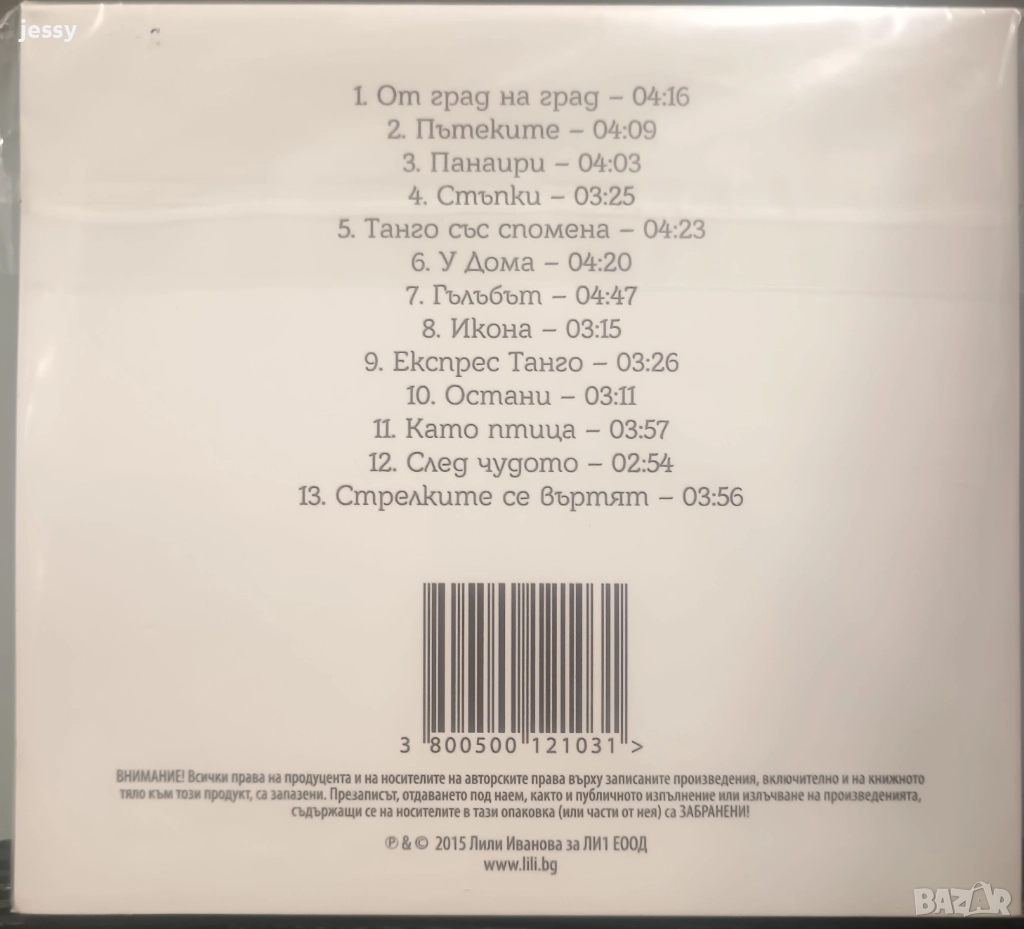 jessy
1. От град на град – 04:16
2. Пътеките – 04:09
3. Панаири – 04:03
4. Стъпки – 03:25
5. Танго със спомена – 04:23
6. У Дома – 04:20
7. Гълъбът – 04:47
8. Икона – 03:15
9. Експрес Танго – 03:26
10. Остани – 03:11
11. Като птица – 03:57
12. След чудото – 02:54
13. Стрелките се въртят – 03:56
3 800500 121031 >
ВНИМАНИЕ! Всички права на продуцента и на носителите на авторските права върху записаните произведения, включително и на книжното
тяло към този продукт, са запазени. Презаписът, отдаването под наем, както и публичното изпълнение или излъчване на произведенията,
съдържащи се на носителите в тази опаковка (или части от нея) са ЗАБРАНЕНИ!
℗ & © 2015 Лили Иванова за ЛИ1 ЕООД
www.lili.bg
BAZAR